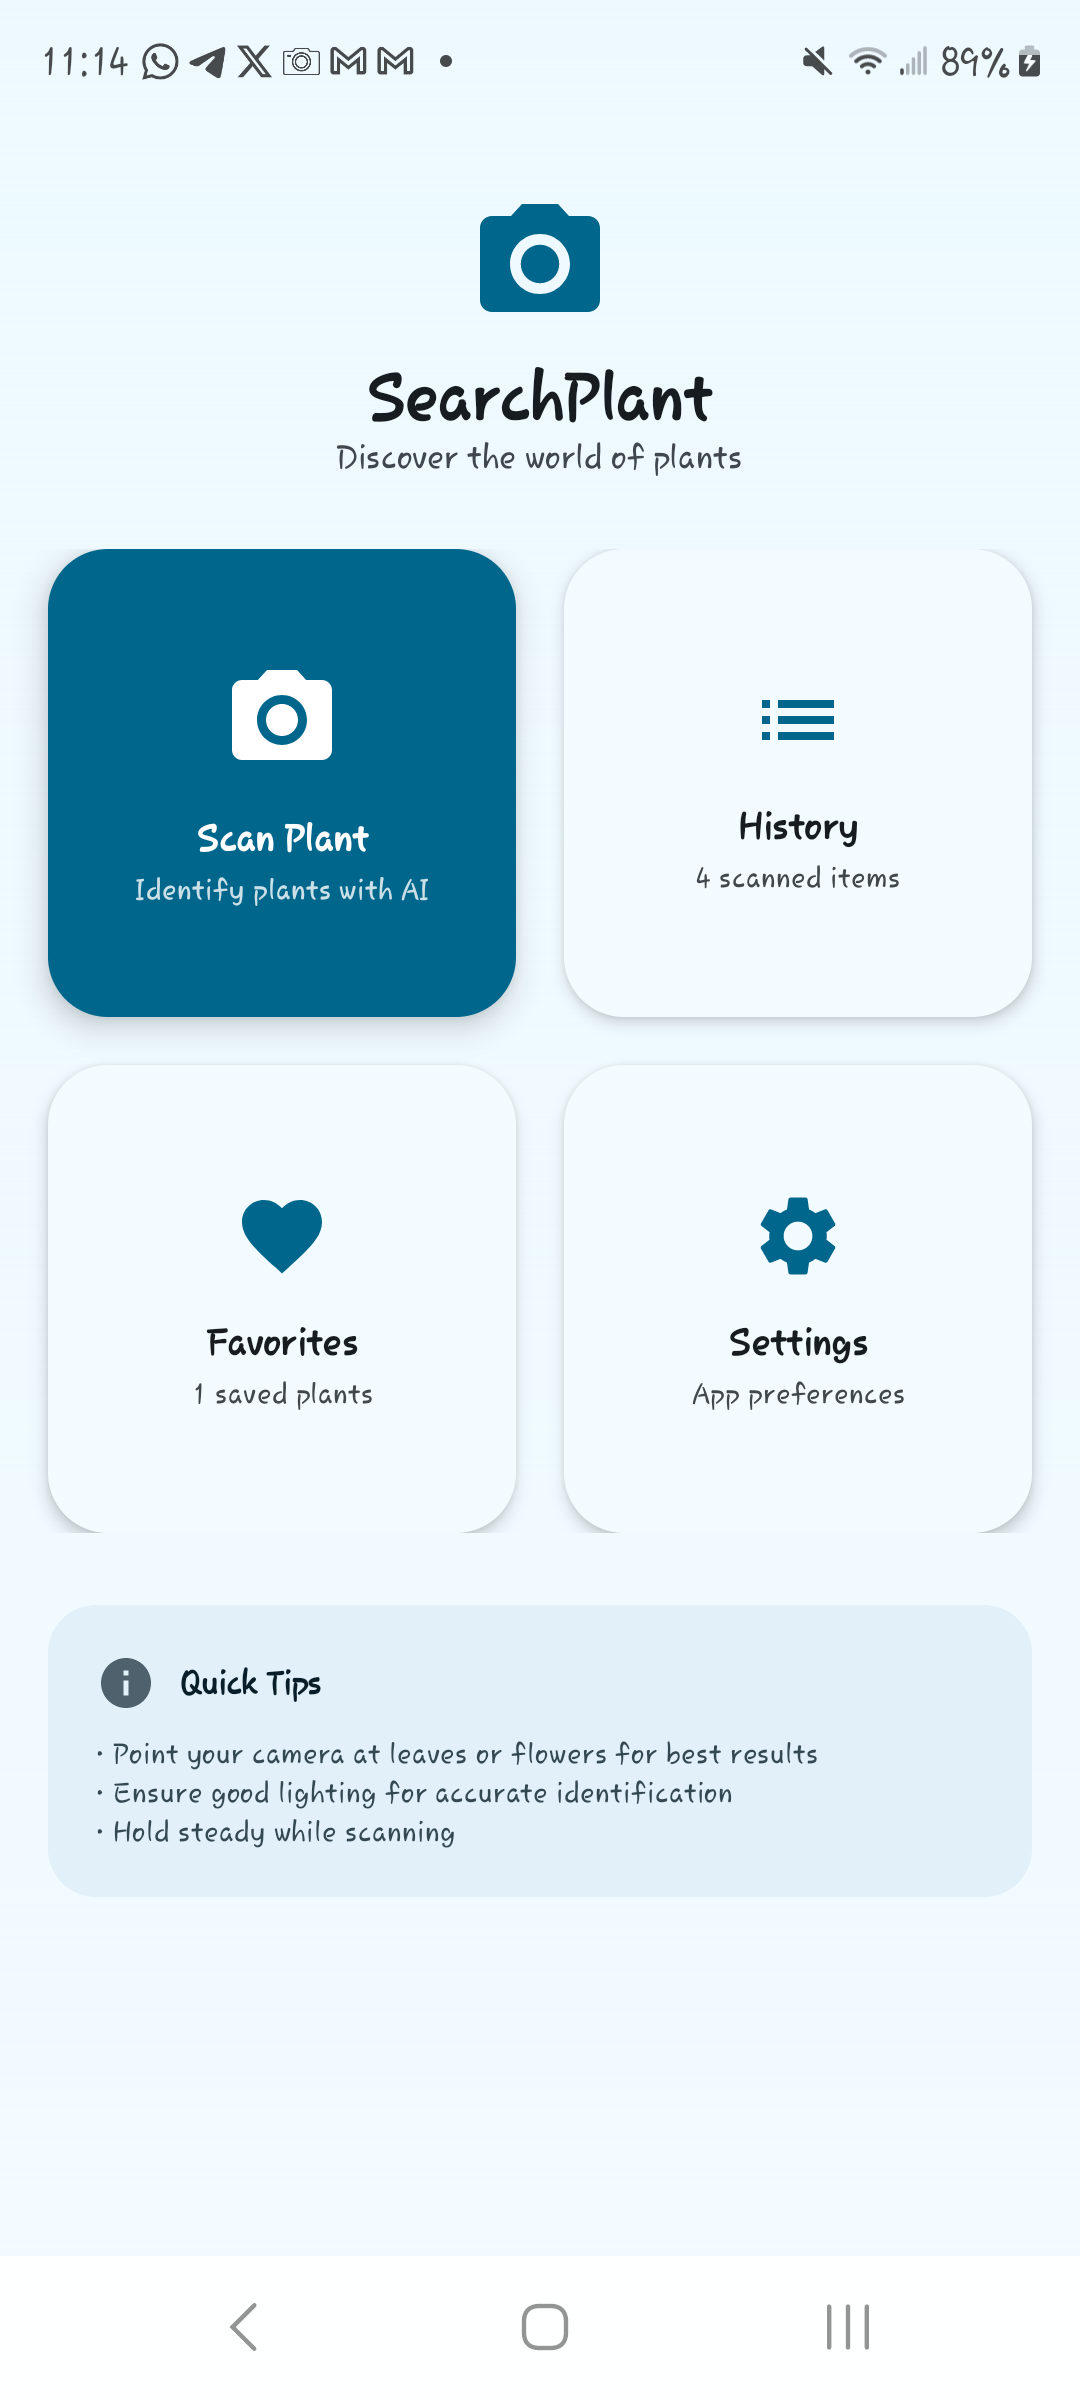 11:14 89%
SearchPlant
Discover the world of plants
Scan Plant
Identify plants with AI
History
4 scanned items
Favorites
1 saved plants
Settings
App preferences
Quick Tips
• Point your camera at leaves or flowers for best results
• Ensure good lighting for accurate identification
• Hold steady while scanning